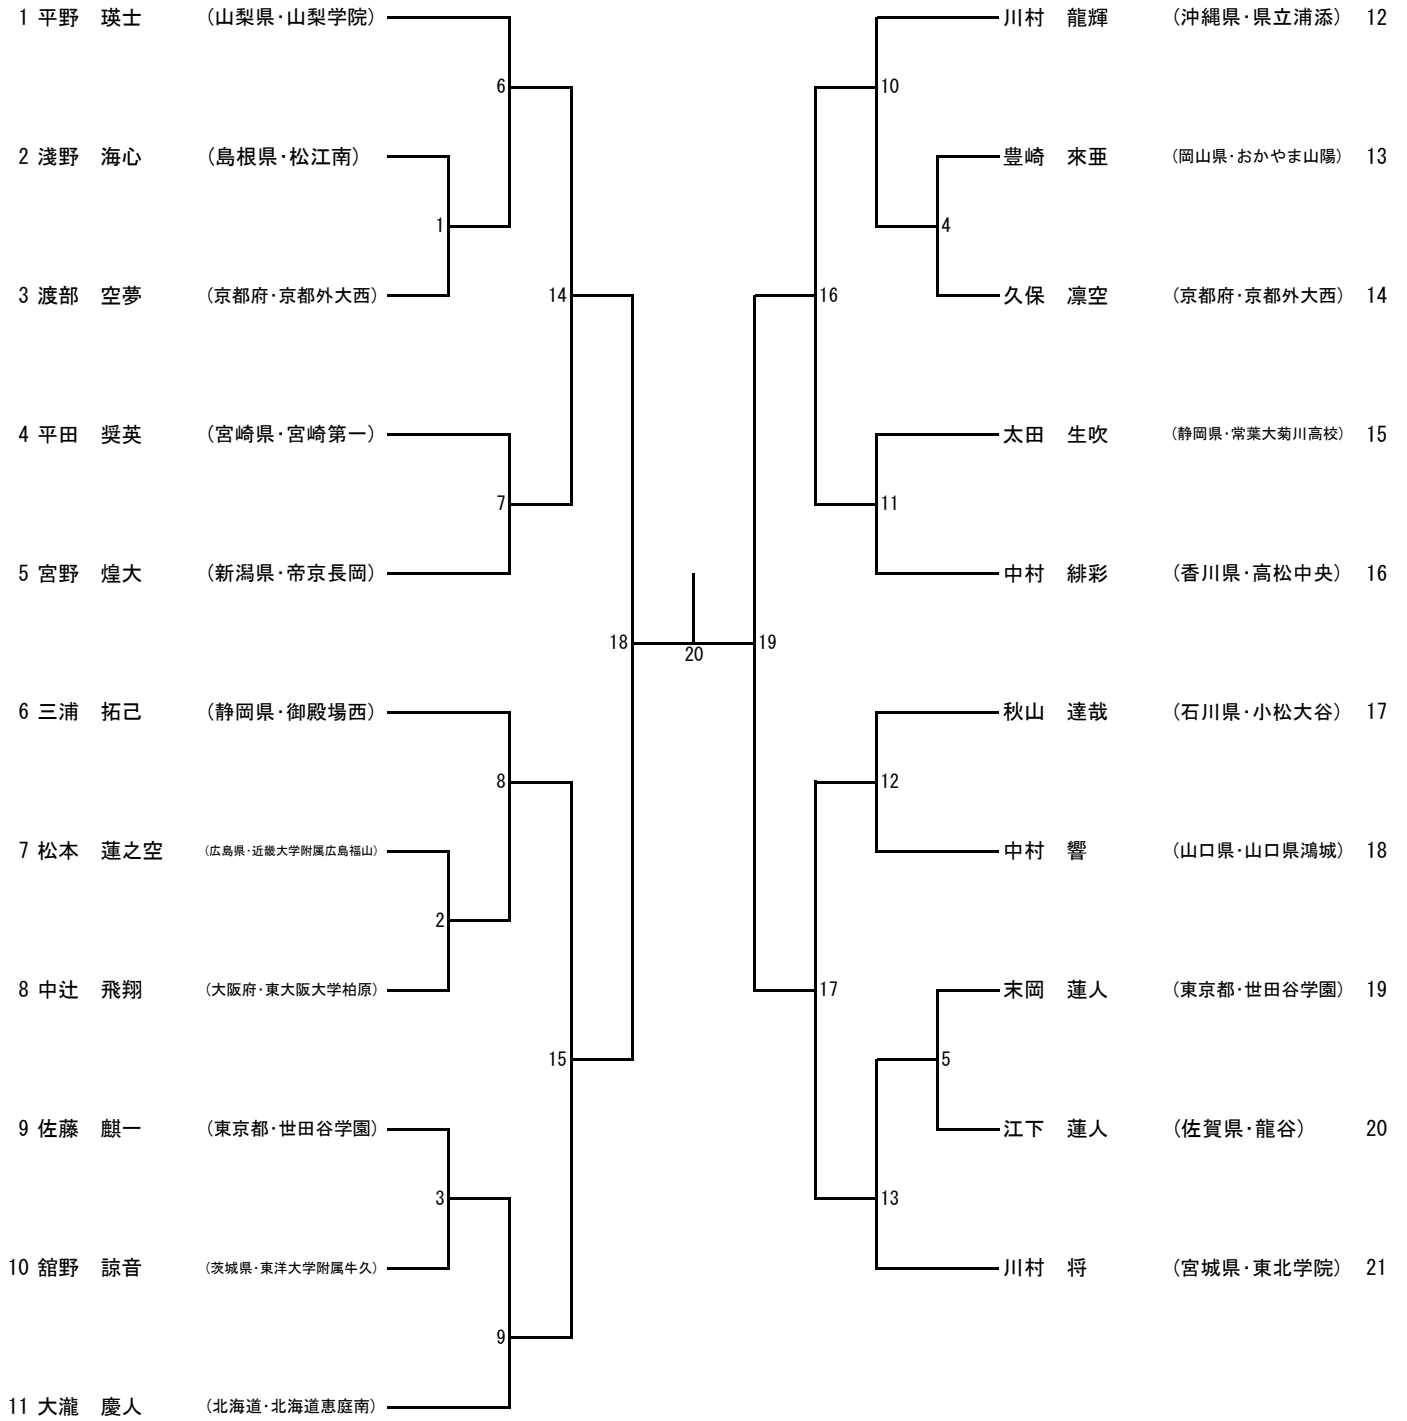 1 平野　瑛士 (山梨県・山梨学院)
6
2 淺野　海心 (島根県・松江南)
1
3 渡部　空夢 (京都府・京都外大西)
14
4 平田　奨英 (宮崎県・宮崎第一)
7
5 宮野　煌大 (新潟県・帝京長岡)
18
6 三浦　拓己 (静岡県・御殿場西)
8
7 松本　蓮之空 (広島県・近畿大学附属広島福山)
2
8 中辻　飛翔 (大阪府・東大阪大学柏原)
15
9 佐藤　麒一 (東京都・世田谷学園)
3
10 舘野　諒音 (茨城県・東洋大学附属牛久)
9
11 大瀧　慶人 (北海道・北海道恵庭南)
20
川村　龍輝 (沖縄県・県立浦添) 12
10
豊崎　來亜 (岡山県・おかやま山陽) 13
4
久保　凛空 (京都府・京都外大西) 14
16
太田　生吹 (静岡県・常葉大菊川高校) 15
11
中村　緋彩 (香川県・高松中央) 16
19
秋山　達哉 (石川県・小松大谷) 17
12
中村　響 (山口県・山口県鴻城) 18
17
末岡　蓮人 (東京都・世田谷学園) 19
5
江下　蓮人 (佐賀県・龍谷) 20
13
川村　将 (宮城県・東北学院) 21